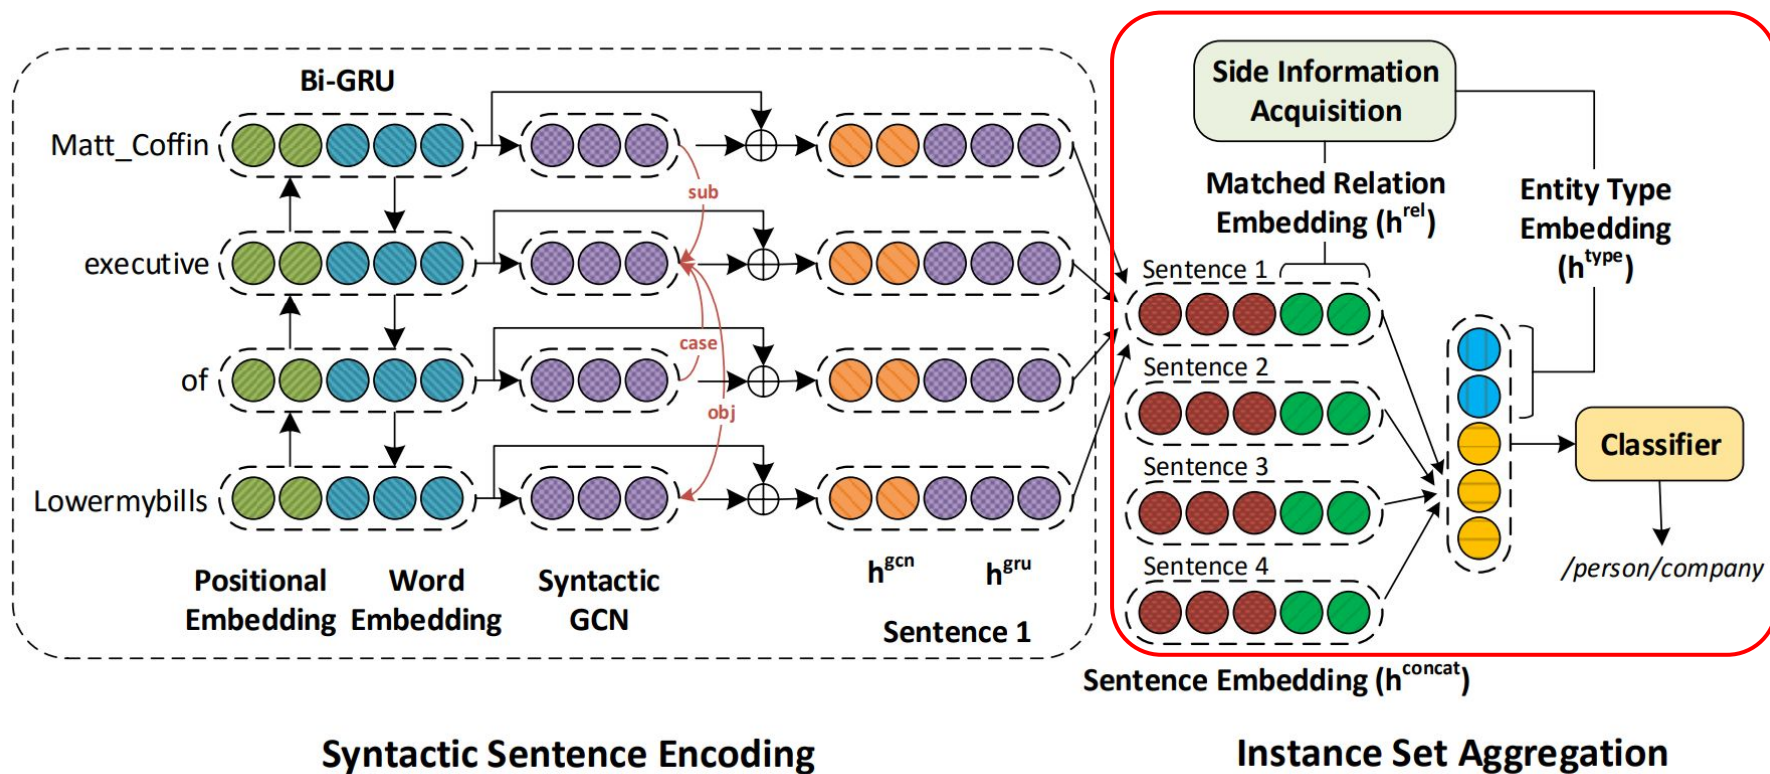 Bi-GRU
Matt_Coffin
executive
of
Lowermybills
sub
case
obj
Positional
Embedding
Word
Embedding
Syntactic
GCN
h^gcn
h^gru
Sentence 1
Side Information
Acquisition
Matched Relation
Embedding (h^rel)
Entity Type
Embedding
(h^type)
Sentence 1
Sentence 2
Sentence 3
Sentence 4
Classifier
/person/company
Sentence Embedding (h^concat)
Syntactic Sentence Encoding
Instance Set Aggregation